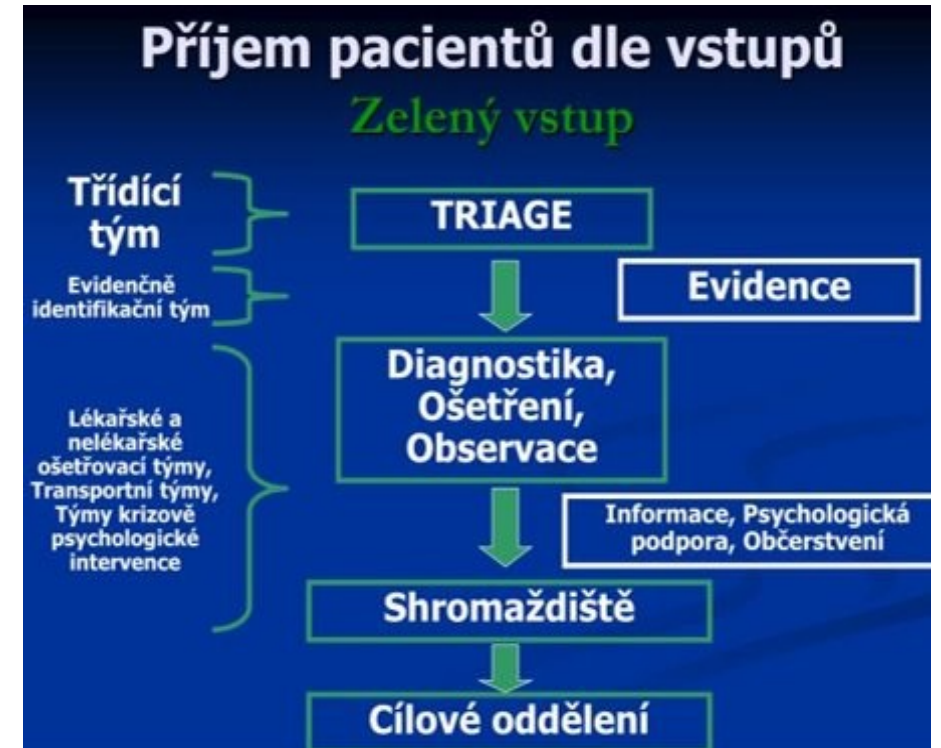 Příjem pacientů dle vstupů
Zelený vstup
Třídící
tým
TRIAGE
Evidenčně
identifikační tým
Evidence
Diagnostika,
Ošetření,
Observace
Lékařské a
nelékařské
ošetřovací týmy,
Transportní týmy,
Týmy krizově
psychologické
intervence
Informace, Psychologická
podpora, Občerstvení
Shromaždiště
Cílové oddělení